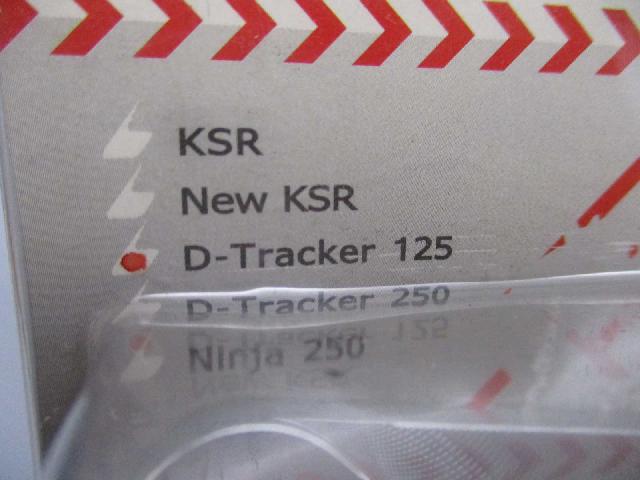 KSR
New KSR
D-Tracker 125
D-Tracker 250
Ninja 250